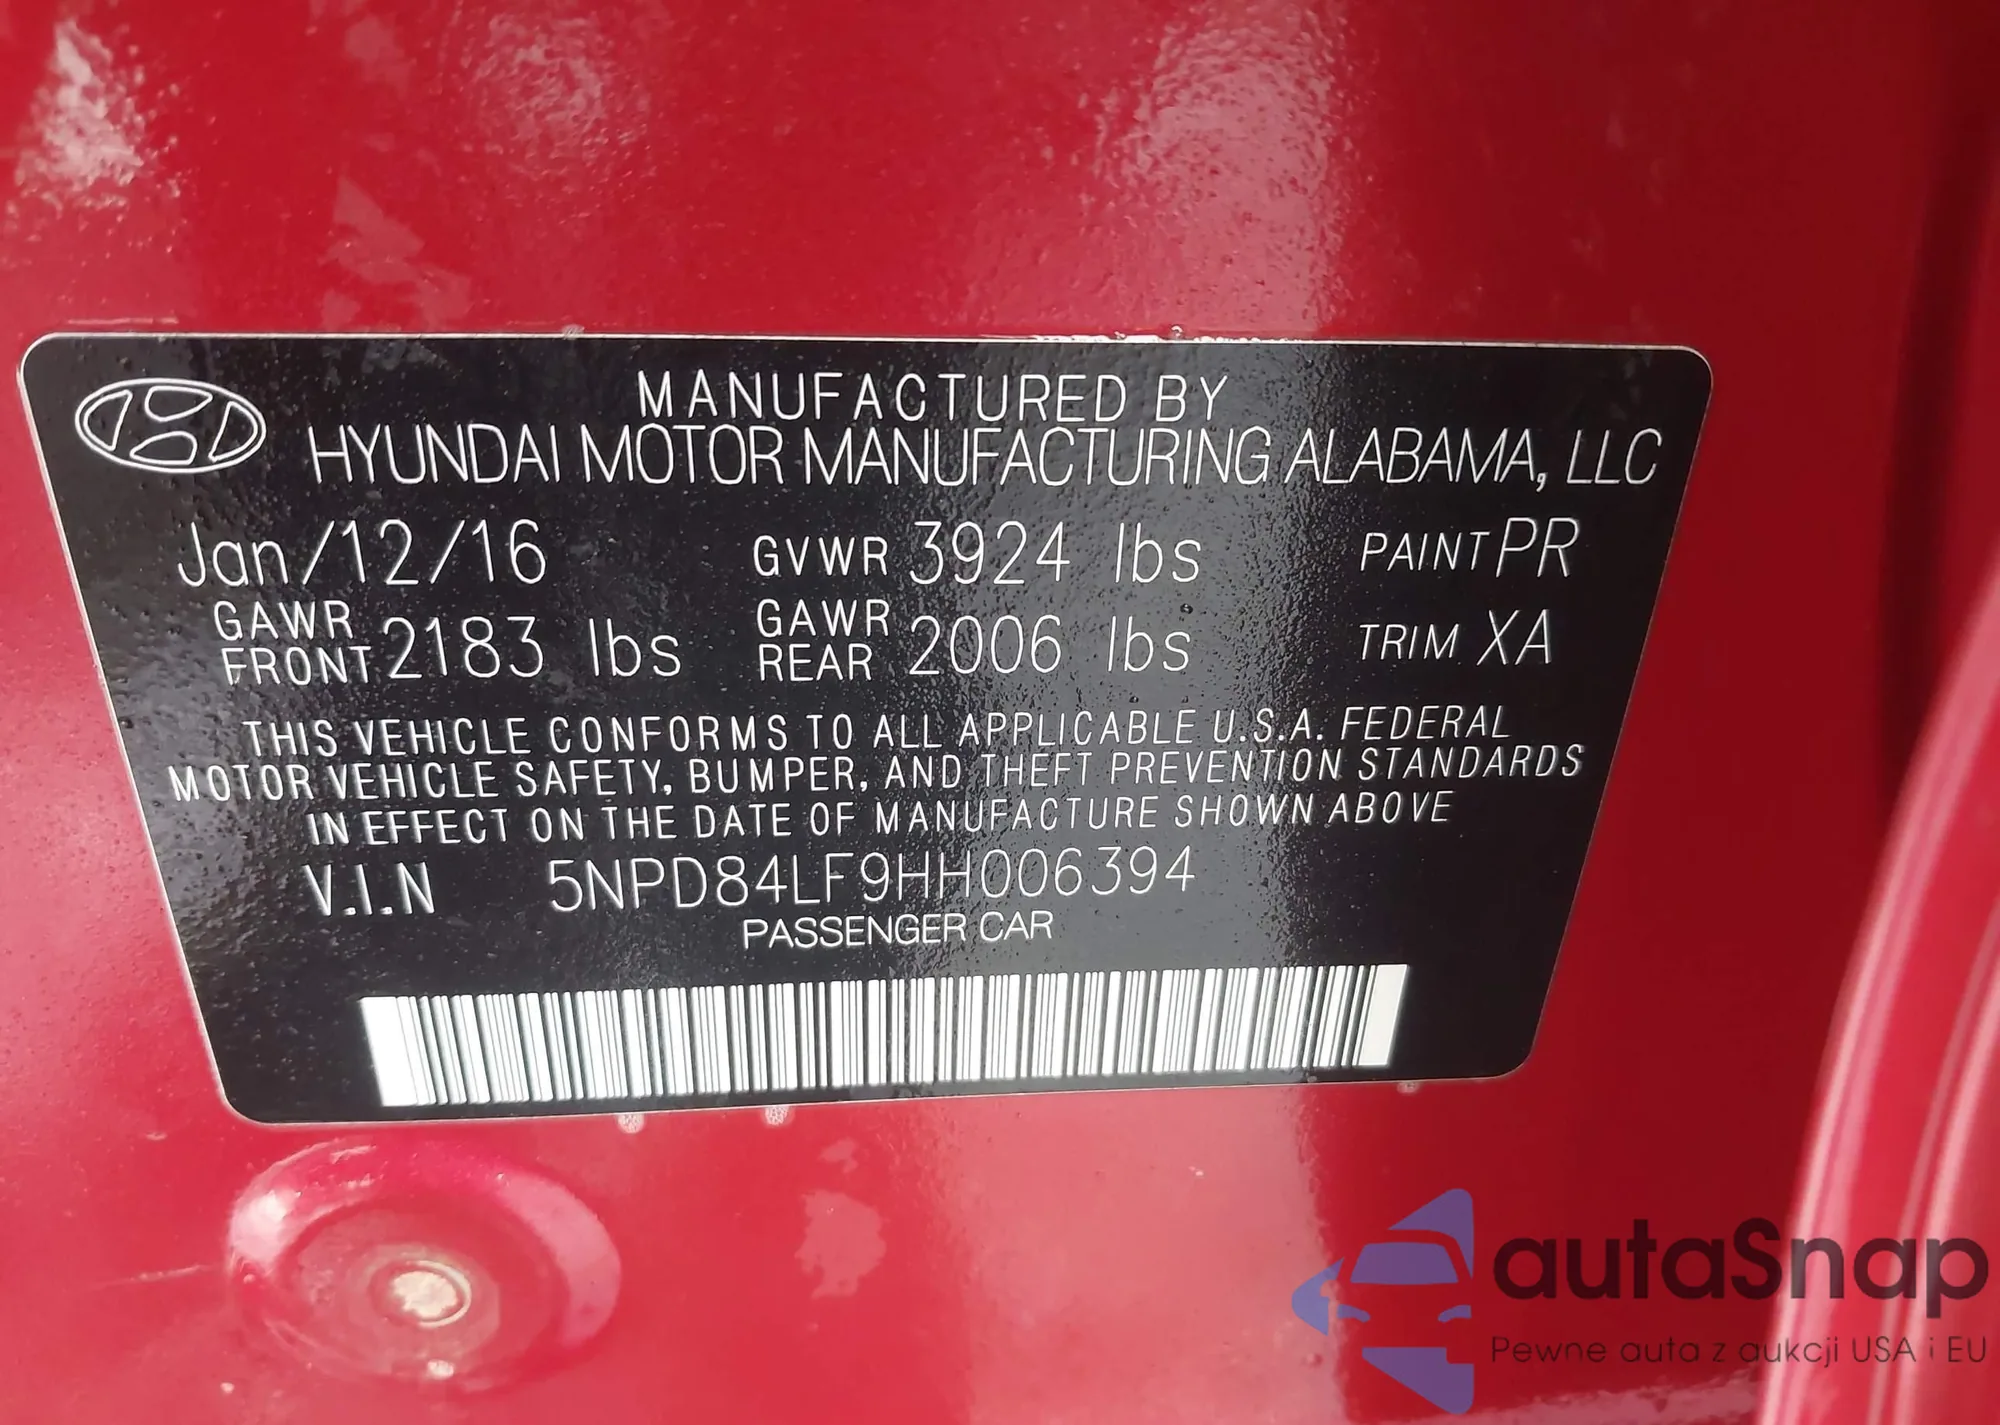 MANUFACTURED BY
HYUNDAI MOTOR MANUFACTURING ALABAMA, LLC
Jan/12/16 GVWR 3924 lbs PAINT PR
GAWR FRONT 2183 lbs GAWR REAR 2006 lbs TRIM XA
THIS VEHICLE CONFORMS TO ALL APPLICABLE U.S.A. FEDERAL
MOTOR VEHICLE SAFETY, BUMPER, AND THEFT PREVENTION STANDARDS
IN EFFECT ON THE DATE OF MANUFACTURE SHOWN ABOVE
V.I.N 5NPD84LF9HH006394
PASSENGER CAR
autaSnap
Pewne auta z aukcji USA i EU